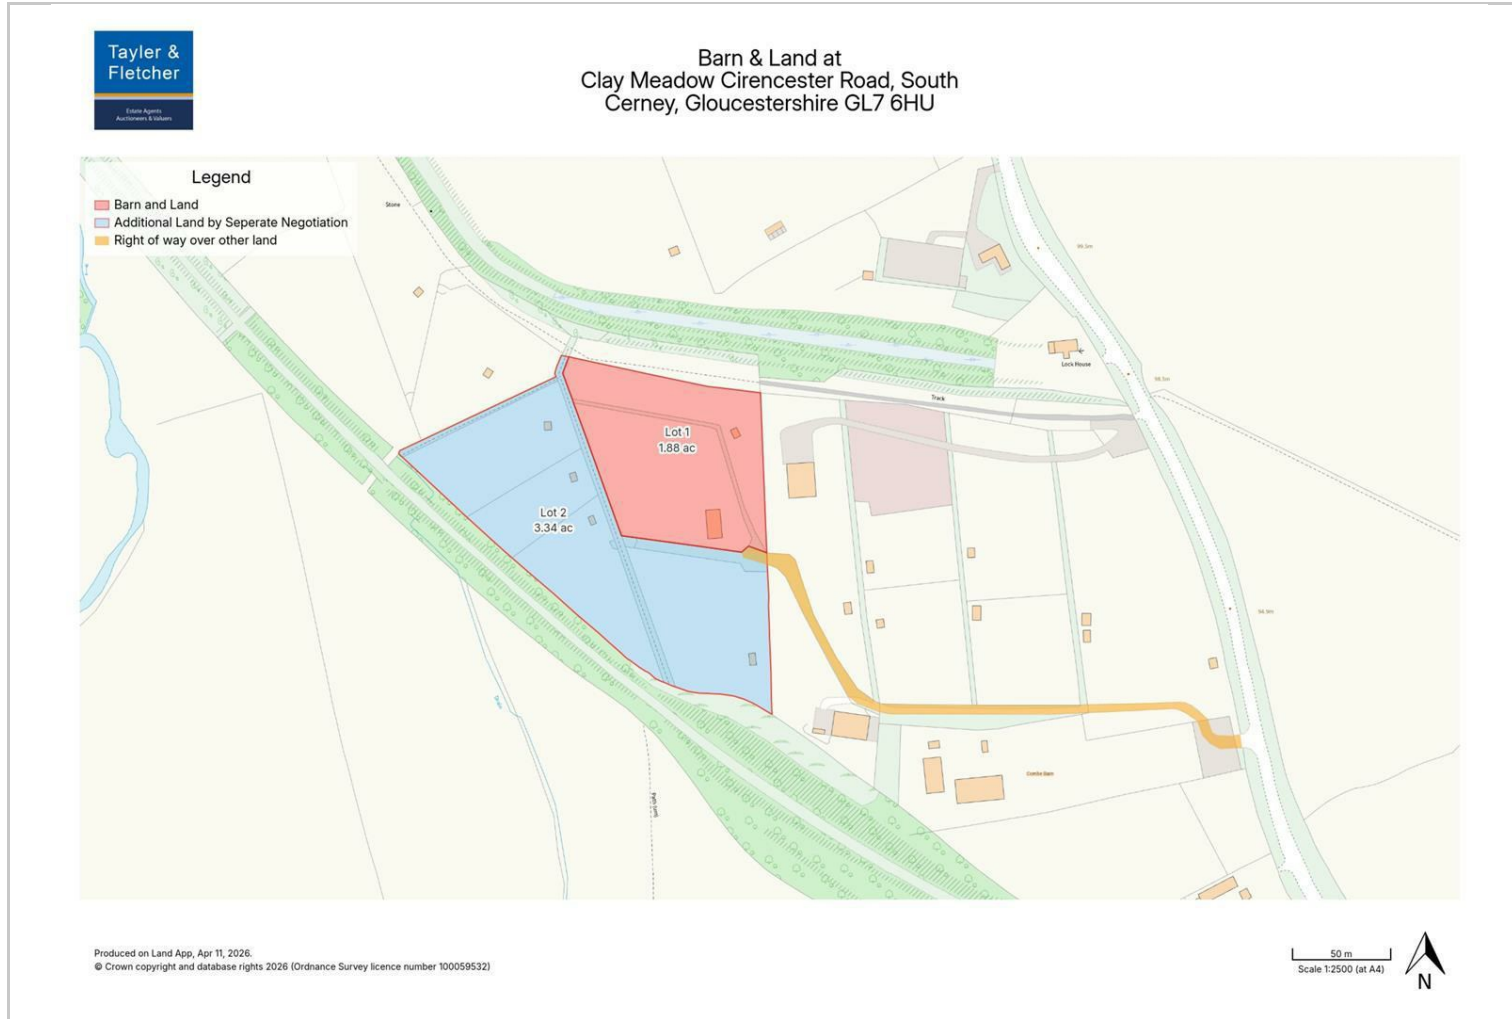 Tayler &
Fletcher
Estate Agents
Auctioneers & Valuers
Barn & Land at
Clay Meadow Cirencester Road, South
Cerney, Gloucestershire GL7 6HU
Legend
Barn and Land
Additional Land by Seperate Negotiation
Right of way over other land
Stone
Lock House
Track
Lot 1
1.88 ac
Lot 2
3.34 ac
Drain
Path (um)
Produced on Land App, Apr 11, 2026.
© Crown copyright and database rights 2026 (Ordnance Survey licence number 100059532)
50 m
Scale 1:2500 (at A4)
N